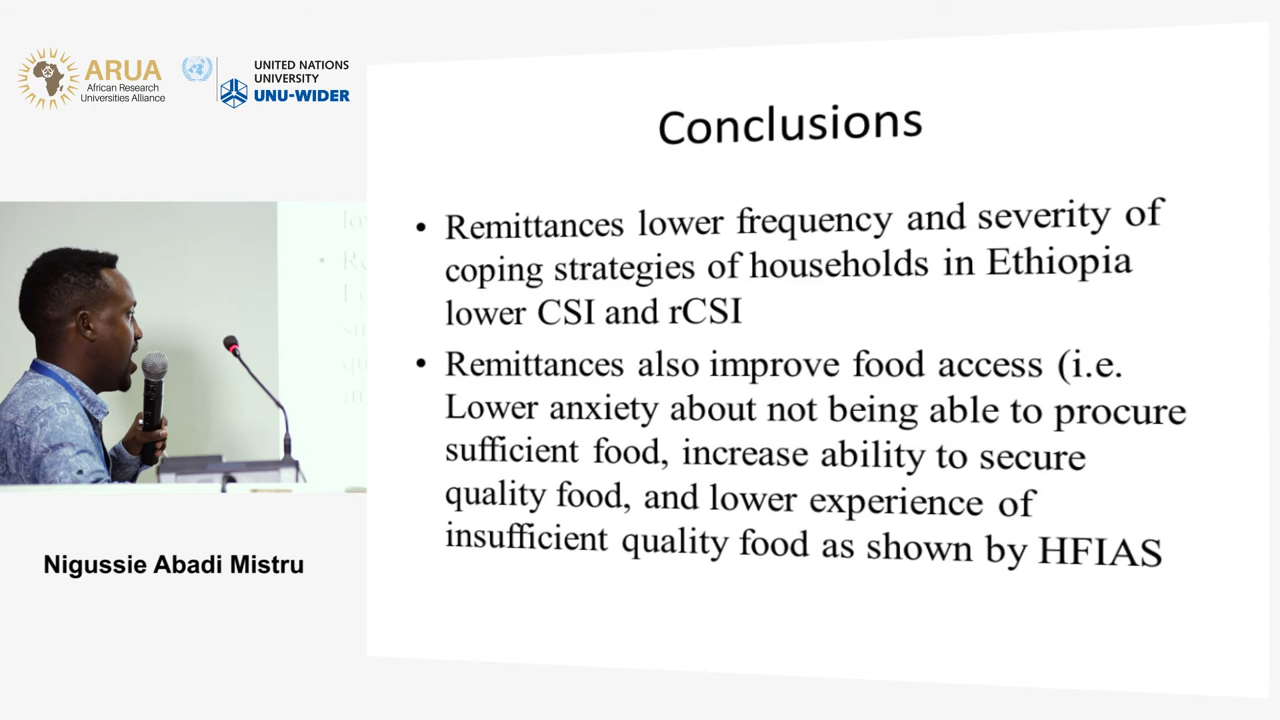 ARUA
African Research
Universities Alliance
UNITED NATIONS
UNIVERSITY
UNU-WIDER
Conclusions
• Remittances lower frequency and severity of
coping strategies of households in Ethiopia
lower CSI and rCSI
• Remittances also improve food access (i.e.
Lower anxiety about not being able to procure
sufficient food, increase ability to secure
quality food, and lower experience of
insufficient quality food as shown by HFIAS
Nigussie Abadi Mistru